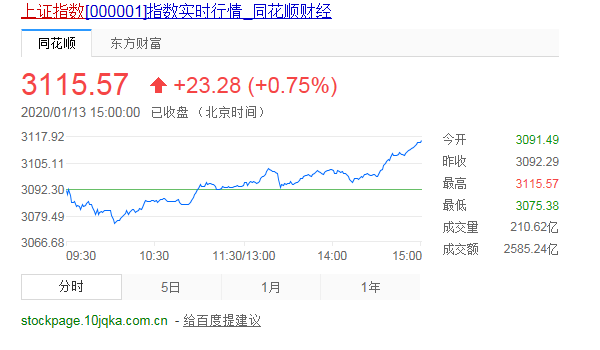 上证指数[000001]指数实时行情_同花顺财经
同花顺 东方财富
3115.57 +23.28 (+0.75%)
2020/01/13 15:00:00 已收盘 （北京时间）
3117.92
3105.11
3092.30
3079.49
3066.68
09:30 10:30 11:30/13:00 14:00 15:00
今开 3091.49
昨收 3092.29
最高 3115.57
最低 3075.38
成交量 210.62亿
成交额 2585.24亿
分时 5日 1月 1年
stockpage.10jqka.com.cn - 给百度提建议